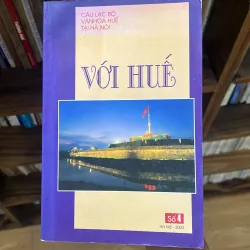 CÂU LẠC BỘ
VĂN HÓA HUẾ
TẠI HÀ NỘI
VỚI HUẾ
Số 4